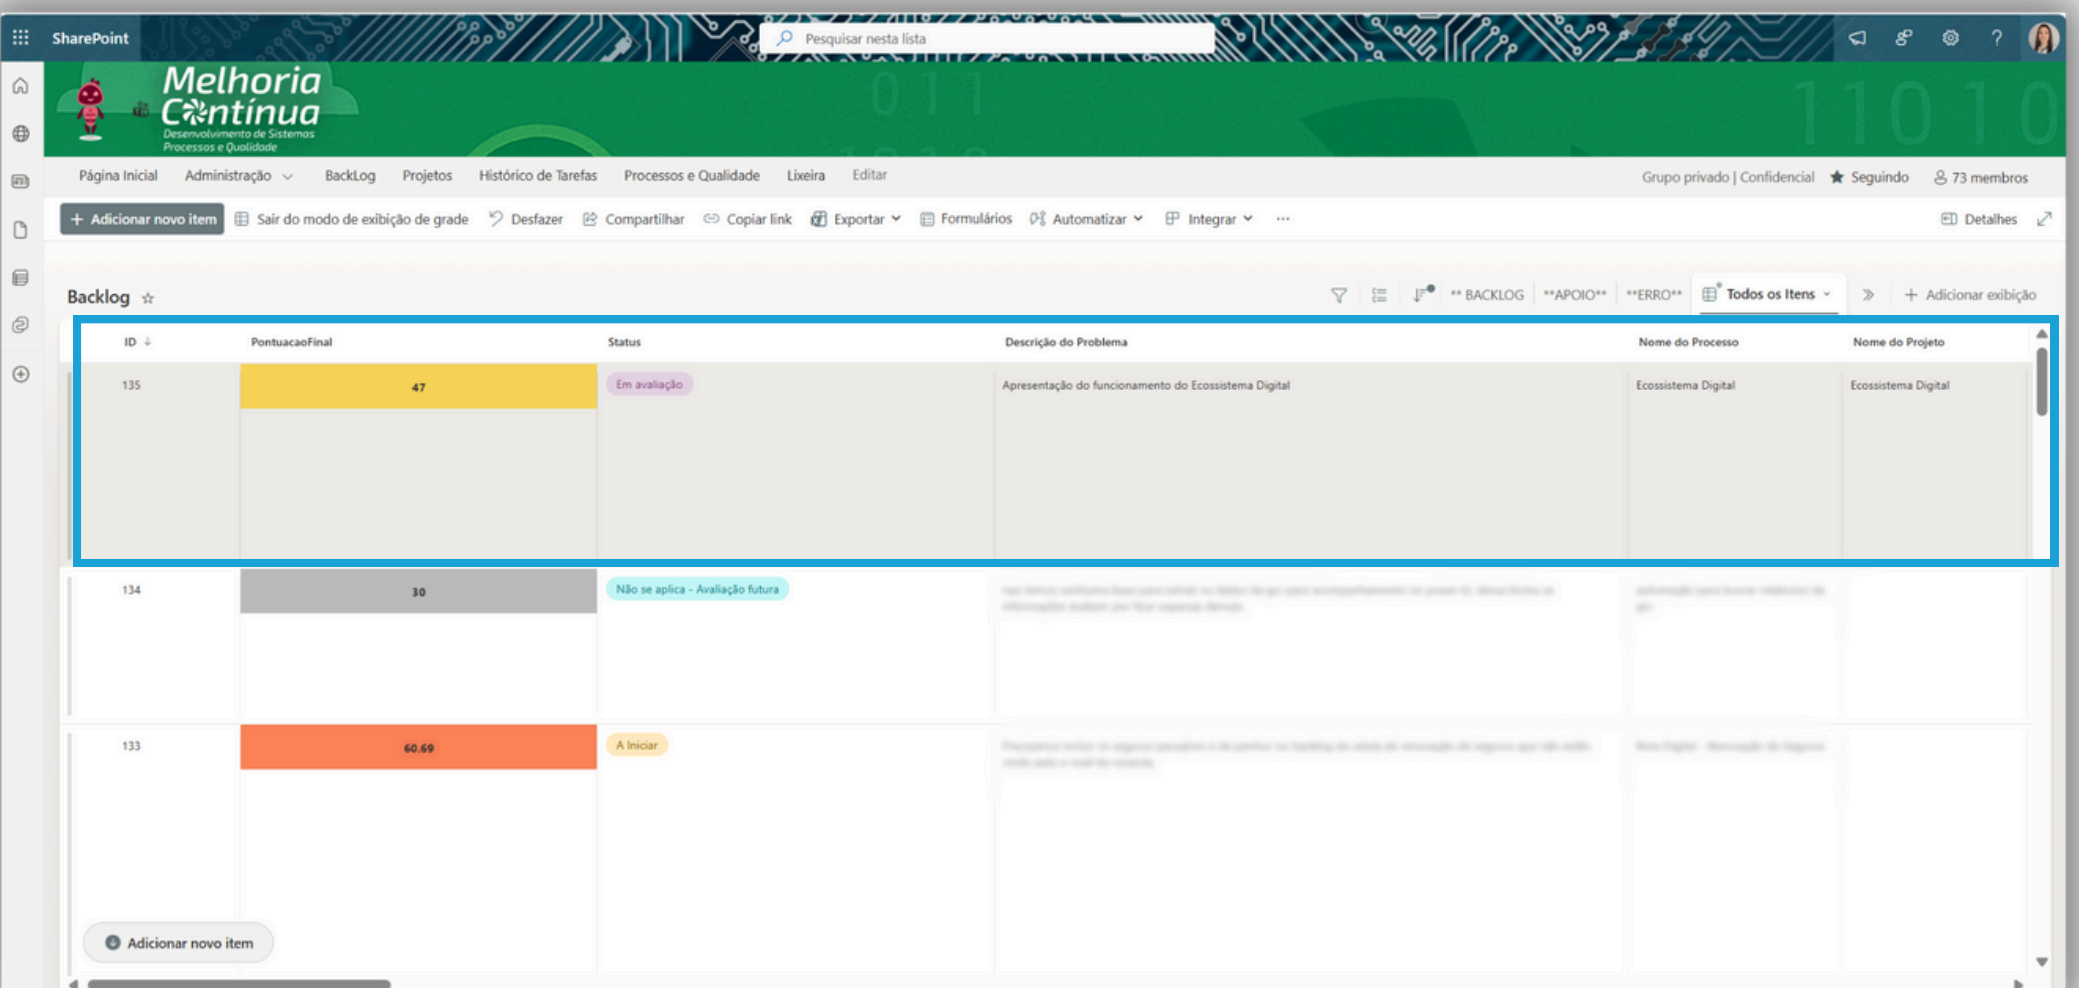 SharePoint
Pesquisar nesta lista
?
Melhoria
Contínua
Desenvolvimento de Sistemas
Processos e Qualidade
011
1010
11010
Página Inicial Administração BackLog Projetos Histórico de Tarefas Processos e Qualidade Lixeira Editar
Grupo privado | Confidencial Seguindo 73 membros
+ Adicionar novo item Sair do modo de exibição de grade Desfazer Compartilhar Copiar link Exportar Formulários Automatizar Integrar ... Detalhes
Backlog
** BACKLOG **APOIO** **ERRO** Todos os Itens + Adicionar exibição
ID ↓ PontuacaoFinal Status Descrição do Problema Nome do Processo Nome do Projeto
135 47 Em avaliação Apresentação do funcionamento do Ecossistema Digital Ecossistema Digital Ecossistema Digital
134 30 Não se aplica - Avaliação futura
133 60.69 A Iniciar
Adicionar novo item